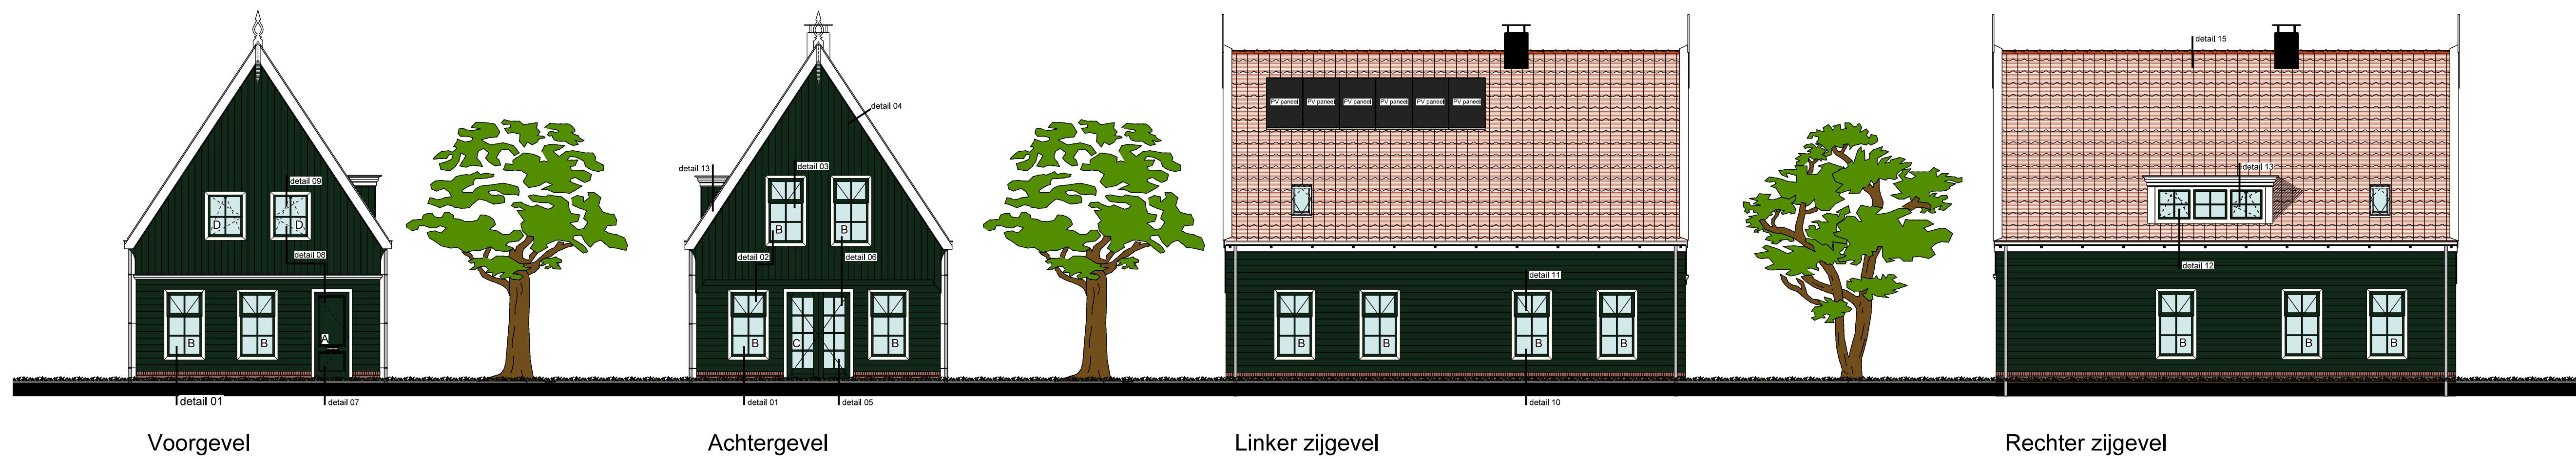 detail 09
D
D
detail 08
B
B
A
detail 01
detail 07
Voorgevel
detail 04
detail 13
detail 03
B
B
detail 02
detail 06
B
C
B
detail 01
detail 05
Achtergevel
PV paneel PV paneel PV paneel PV paneel PV paneel PV paneel
detail 11
B
B
B
B
detail 10
Linker zijgevel
detail 15
detail 13
detail 12
B
B
B
Rechter zijgevel